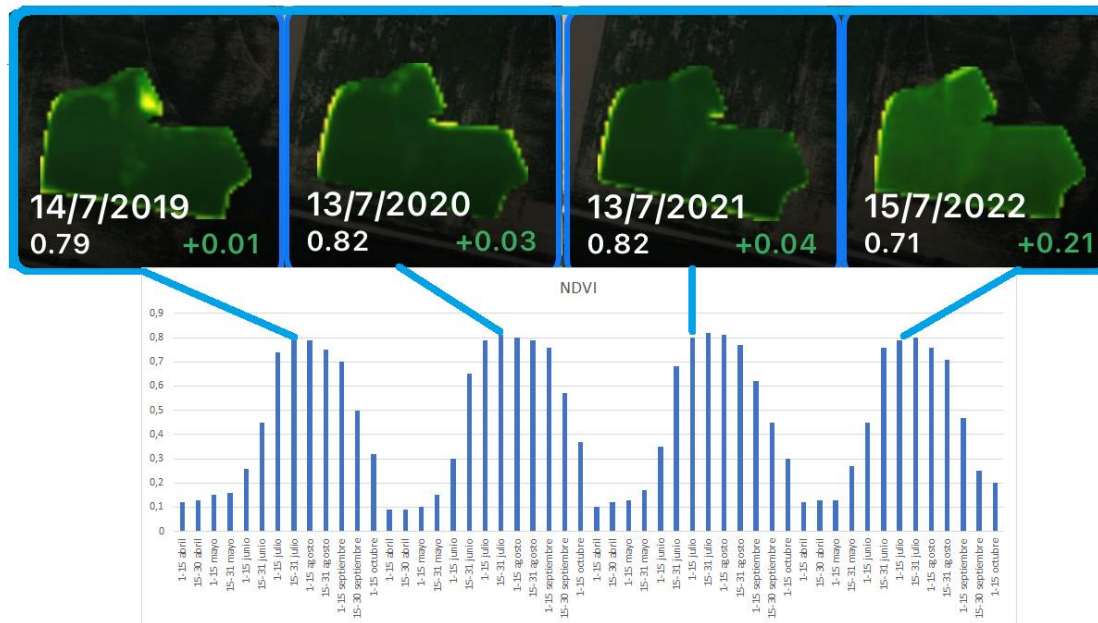 14/7/2019
0.79 +0.01
13/7/2020
0.82 +0.03
13/7/2021
0.82 +0.04
15/7/2022
0.71 +0.21
NDVI
0,9
0,8
0,7
0,6
0,5
0,4
0,3
0,2
0,1
0
1-15 abril
15-30 abril
1-15 mayo
15-31 mayo
1-15 junio
15-31 junio
1-15 julio
15-31 julio
1-15 agosto
15-31 agosto
1-15 septiembre
15-30 septiembre
1-15 octubre
1-15 abril
15-30 abril
1-15 mayo
15-31 mayo
1-15 junio
15-31 junio
1-15 julio
15-31 julio
1-15 agosto
15-31 agosto
1-15 septiembre
15-30 septiembre
1-15 octubre
1-15 abril
15-30 abril
1-15 mayo
15-31 mayo
1-15 junio
15-31 junio
1-15 julio
15-31 julio
1-15 agosto
15-31 agosto
1-15 septiembre
15-30 septiembre
1-15 octubre
1-15 abril
15-30 abril
1-15 mayo
15-31 mayo
1-15 junio
15-31 junio
1-15 julio
15-31 julio
1-15 agosto
15-31 agosto
1-15 septiembre
15-30 septiembre
1-15 octubre